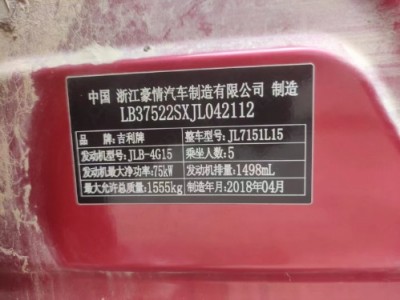 中国 浙江豪情汽车制造有限公司 制造
LB37522SXJL042112
品 牌:吉利牌 整车型号:JL7151L15
发动机型号:JLB-4G15 乘坐人数:5
发动机最大净功率:75kW 发动机排量:1498mL
最大允许总质量:1555kg 制造年月:2018年04月